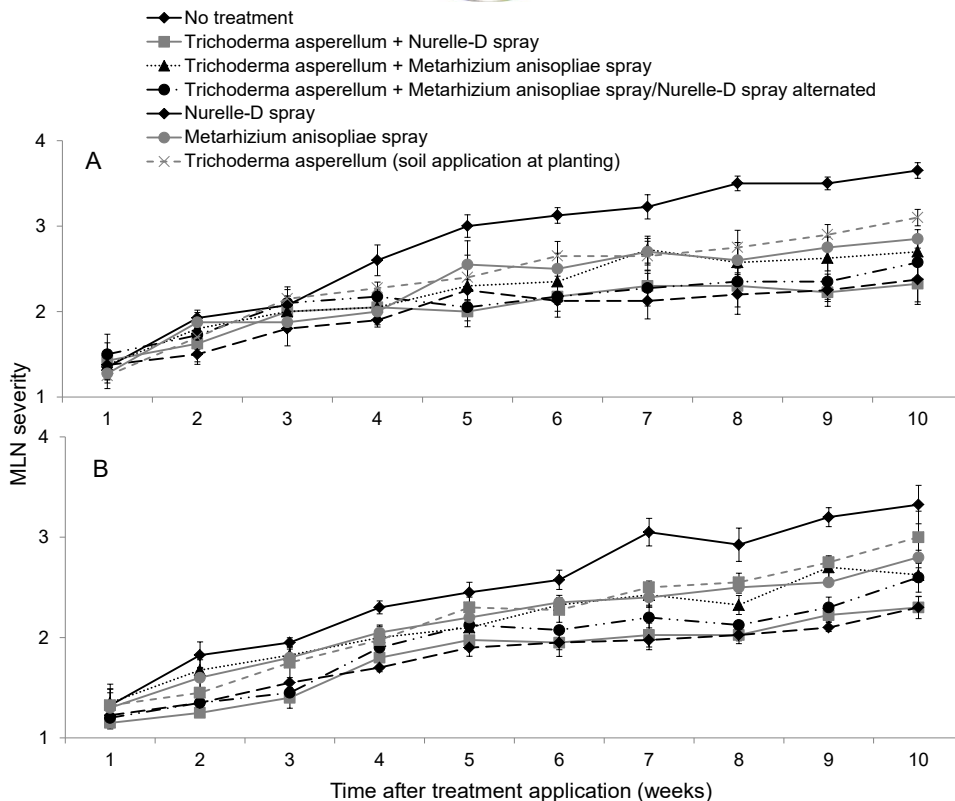 No treatment
Trichoderma asperellum + Nurelle-D spray
Trichoderma asperellum + Metarhizium anisopliae spray
Trichoderma asperellum + Metarhizium anisopliae spray/Nurelle-D spray alternated
Nurelle-D spray
Metarhizium anisopliae spray
Trichoderma asperellum (soil application at planting)
A
4
3
2
1
1 2 3 4 5 6 7 8 9 10
MLN severity
B
4
3
2
1
1 2 3 4 5 6 7 8 9 10
Time after treatment application (weeks)